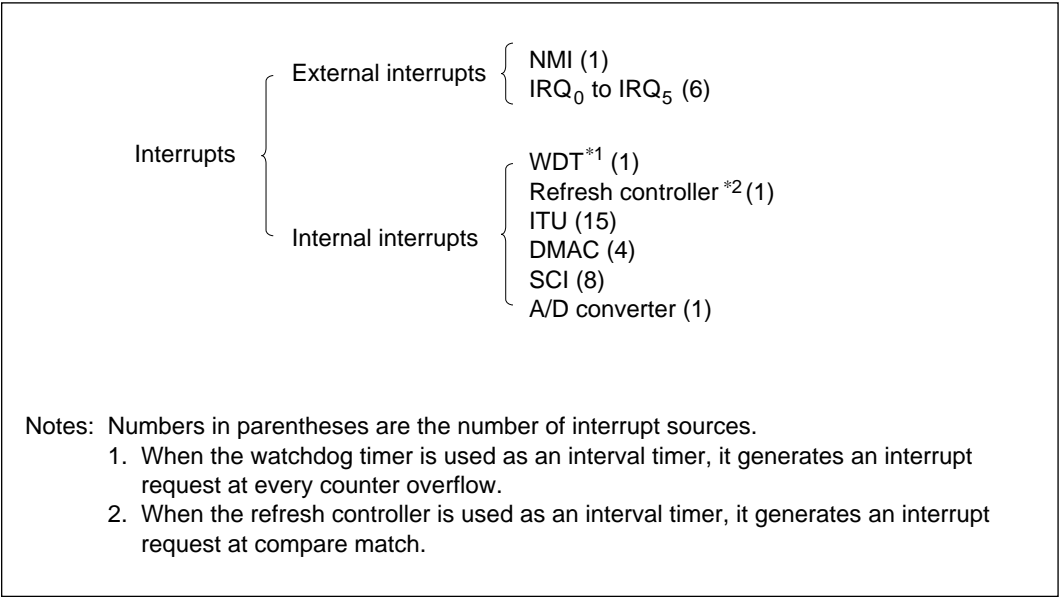 External interrupts
NMI (1)
IRQ0 to IRQ5 (6)
Interrupts
Internal interrupts
WDT*1 (1)
Refresh controller *2 (1)
ITU (15)
DMAC (4)
SCI (8)
A/D converter (1)
Notes: Numbers in parentheses are the number of interrupt sources.
1. When the watchdog timer is used as an interval timer, it generates an interrupt
request at every counter overflow.
2. When the refresh controller is used as an interval timer, it generates an interrupt
request at compare match.